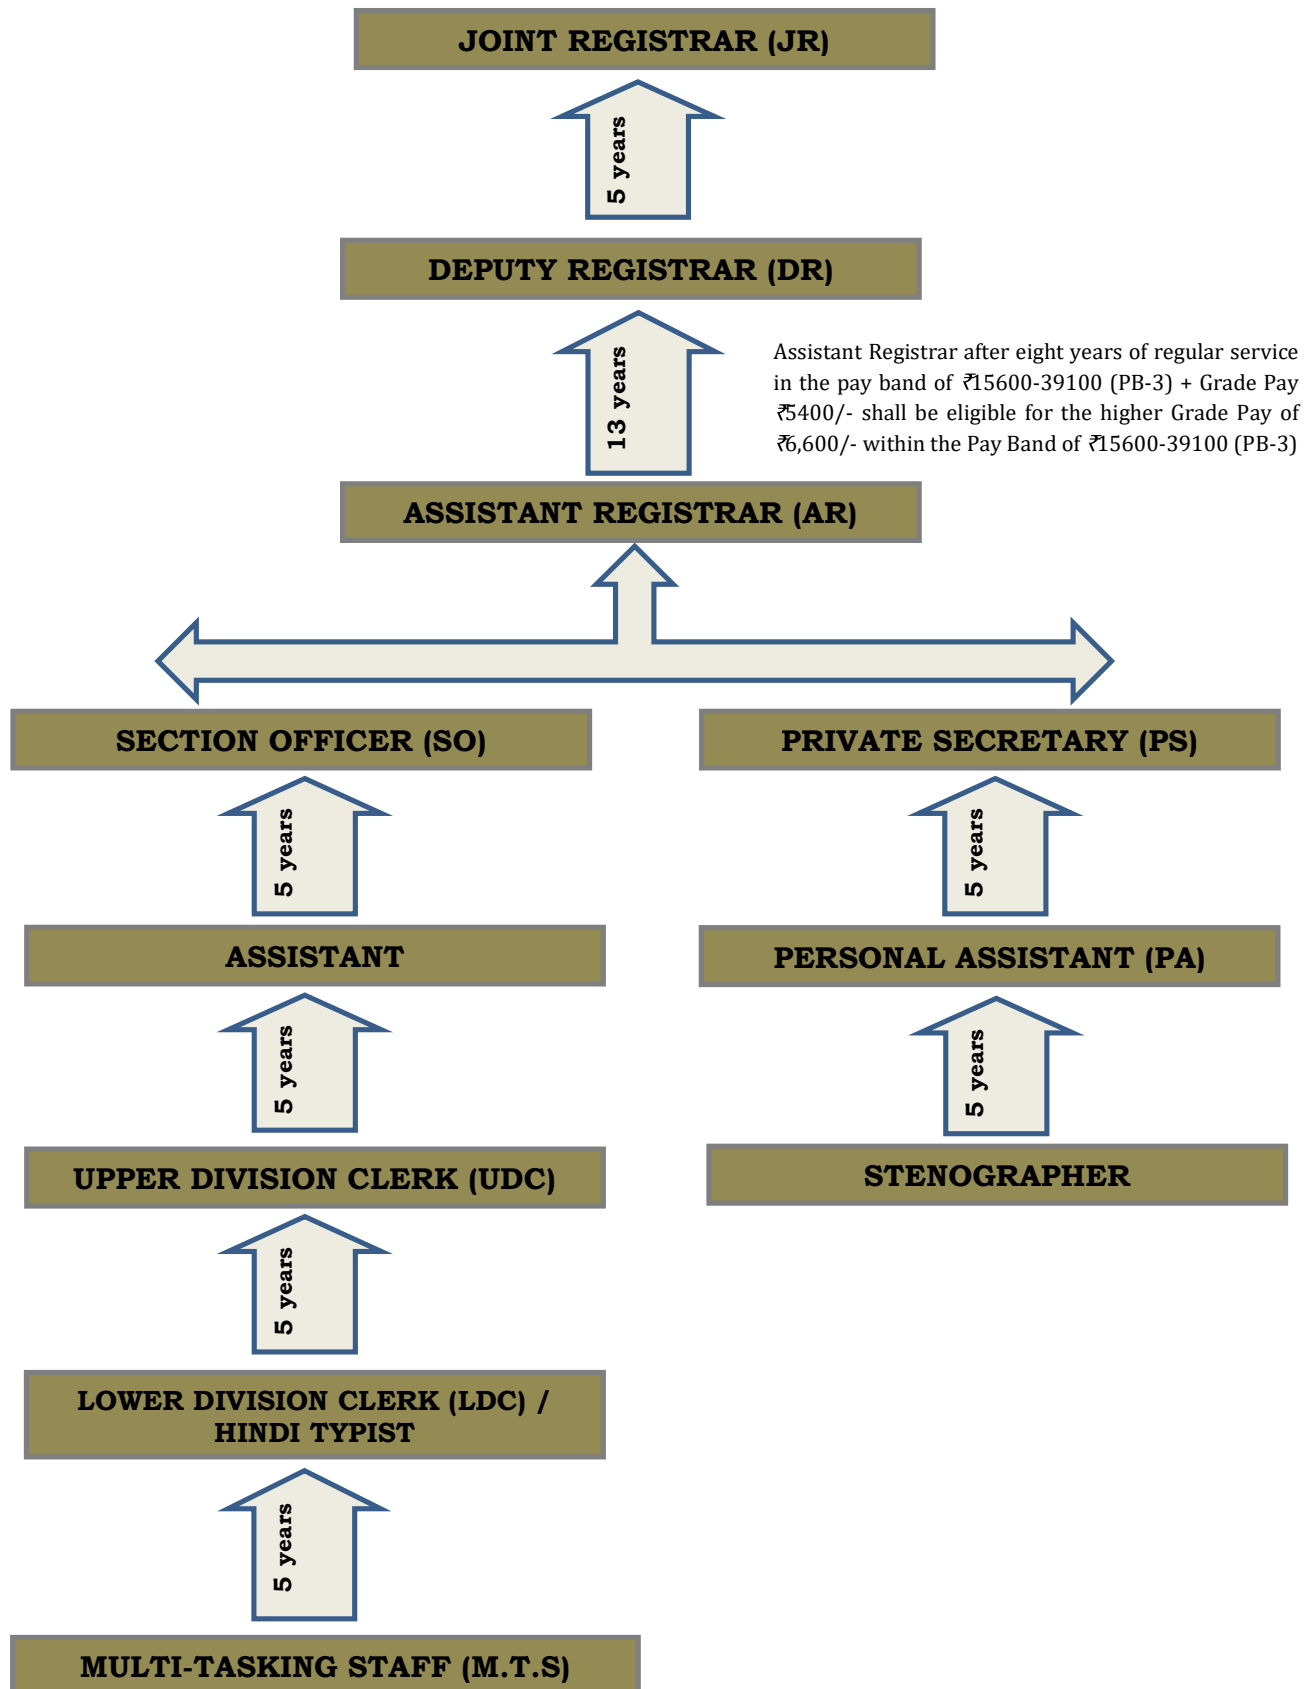 JOINT REGISTRAR (JR)
5 years
DEPUTY REGISTRAR (DR)
13 years
Assistant Registrar after eight years of regular service
in the pay band of ₹15600-39100 (PB-3) + Grade Pay
₹5400/- shall be eligible for the higher Grade Pay of
₹6,600/- within the Pay Band of ₹15600-39100 (PB-3)
ASSISTANT REGISTRAR (AR)
SECTION OFFICER (SO)
PRIVATE SECRETARY (PS)
5 years
5 years
ASSISTANT
PERSONAL ASSISTANT (PA)
5 years
5 years
UPPER DIVISION CLERK (UDC)
STENOGRAPHER
5 years
LOWER DIVISION CLERK (LDC) /
HINDI TYPIST
5 years
MULTI-TASKING STAFF (M.T.S)